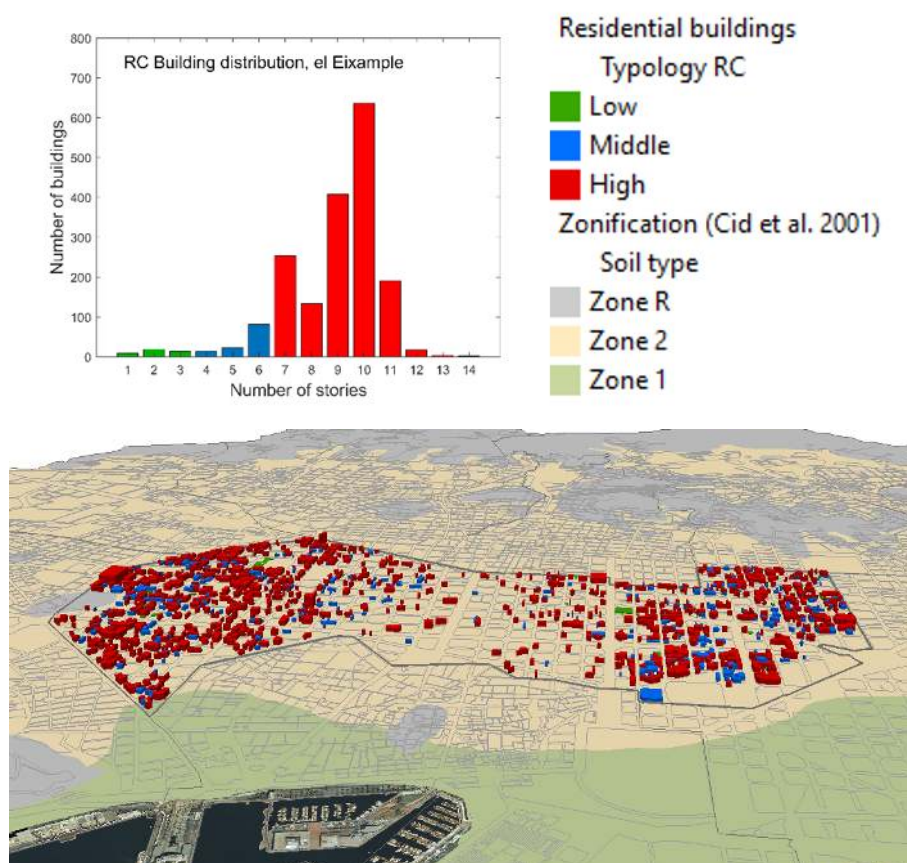 RC Building distribution, el Eixample
Number of buildings
800
700
600
500
400
300
200
100
0
1 2 3 4 5 6 7 8 9 10 11 12 13 14
Number of stories
Residential buildings
Typology RC
Low
Middle
High
Zonification (Cid et al. 2001)
Soil type
Zone R
Zone 2
Zone 1